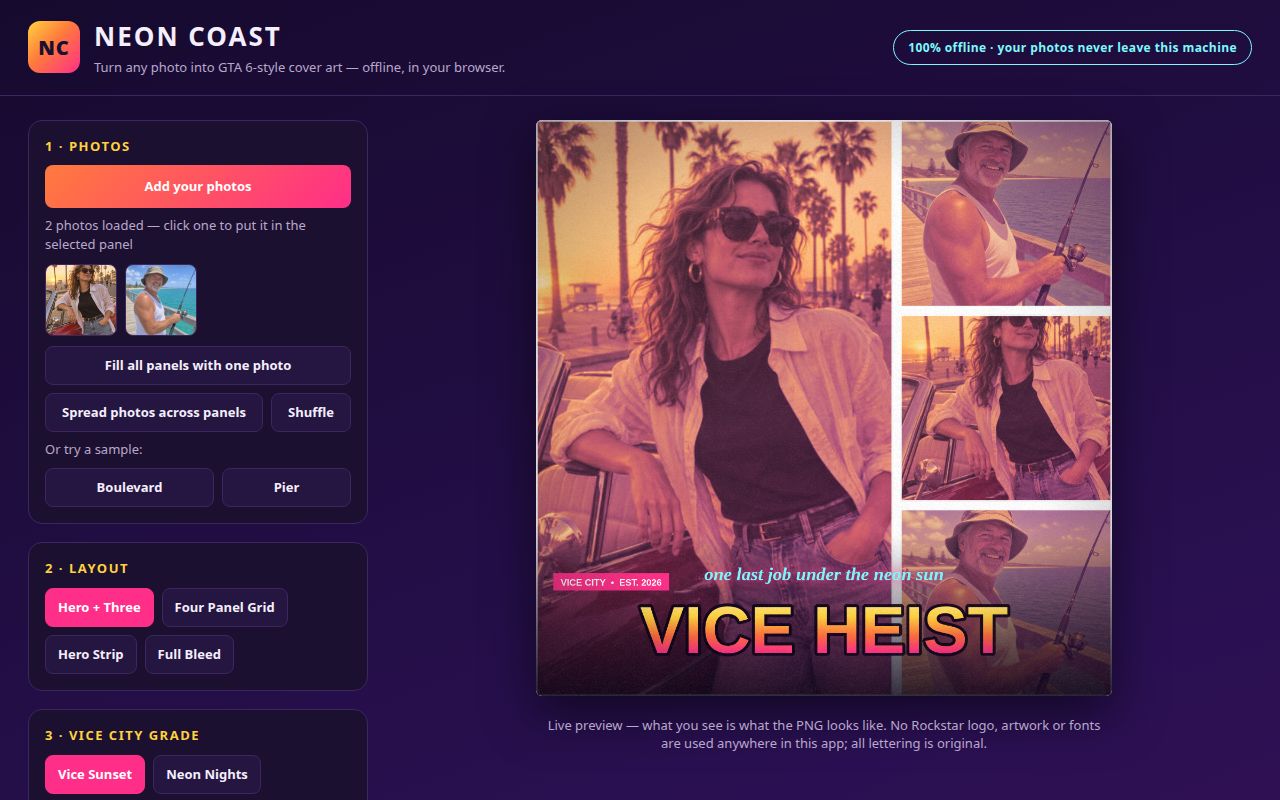 NC
NEON COAST
Turn any photo into GTA 6-style cover art — offline, in your browser.
100% offline · your photos never leave this machine
1 · PHOTOS
Add your photos
2 photos loaded — click one to put it in the
selected panel
Fill all panels with one photo
Spread photos across panels
Shuffle
Or try a sample:
Boulevard
Pier
2 · LAYOUT
Hero + Three
Four Panel Grid
Hero Strip
Full Bleed
3 · VICE CITY GRADE
Vice Sunset
Neon Nights
VICE CITY • EST. 2026
one last job under the neon sun
VICE HEIST
Live preview — what you see is what the PNG looks like. No Rockstar logo, artwork or fonts
are used anywhere in this app; all lettering is original.